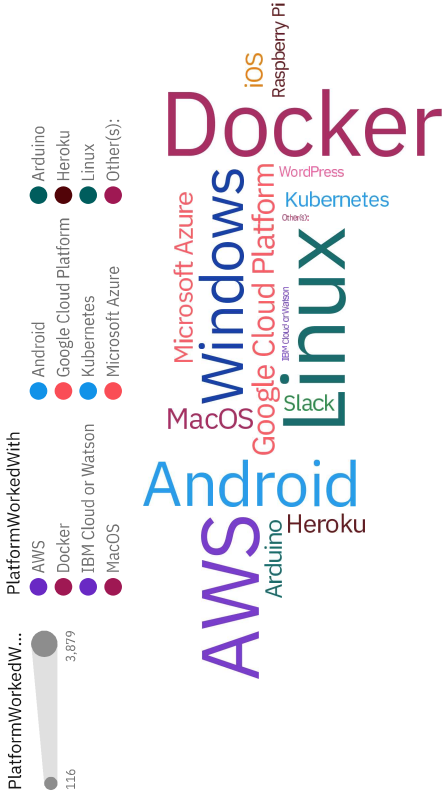 PlatformWorkedW...
116
3,879
PlatformWorkedWith
AWS
Android
Arduino
Docker
Google Cloud Platform
Heroku
IBM Cloud or Watson
Kubernetes
Linux
MacOS
Microsoft Azure
Other(s):
iOS
Raspberry Pi
Docker
WordPress
Kubernetes
Other(s):
Microsoft Azure
Windows
Google Cloud Platform
IBM Cloud or Watson
Linux
MacOS
Slack
Android
AWS
Arduino
Heroku